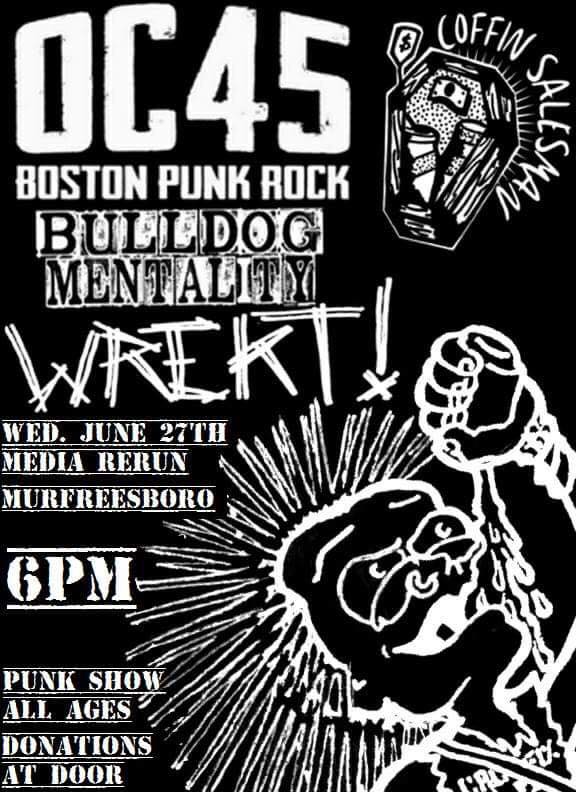 OC45
BOSTON PUNK ROCK
COFFIN SALESMAN
$
BULLDOG
MENTALITY
WREKT!
WED. JUNE 27TH
MEDIA RERUN
MURFREESBORO
6PM
PUNK SHOW
ALL AGES
DONATIONS
AT DOOR